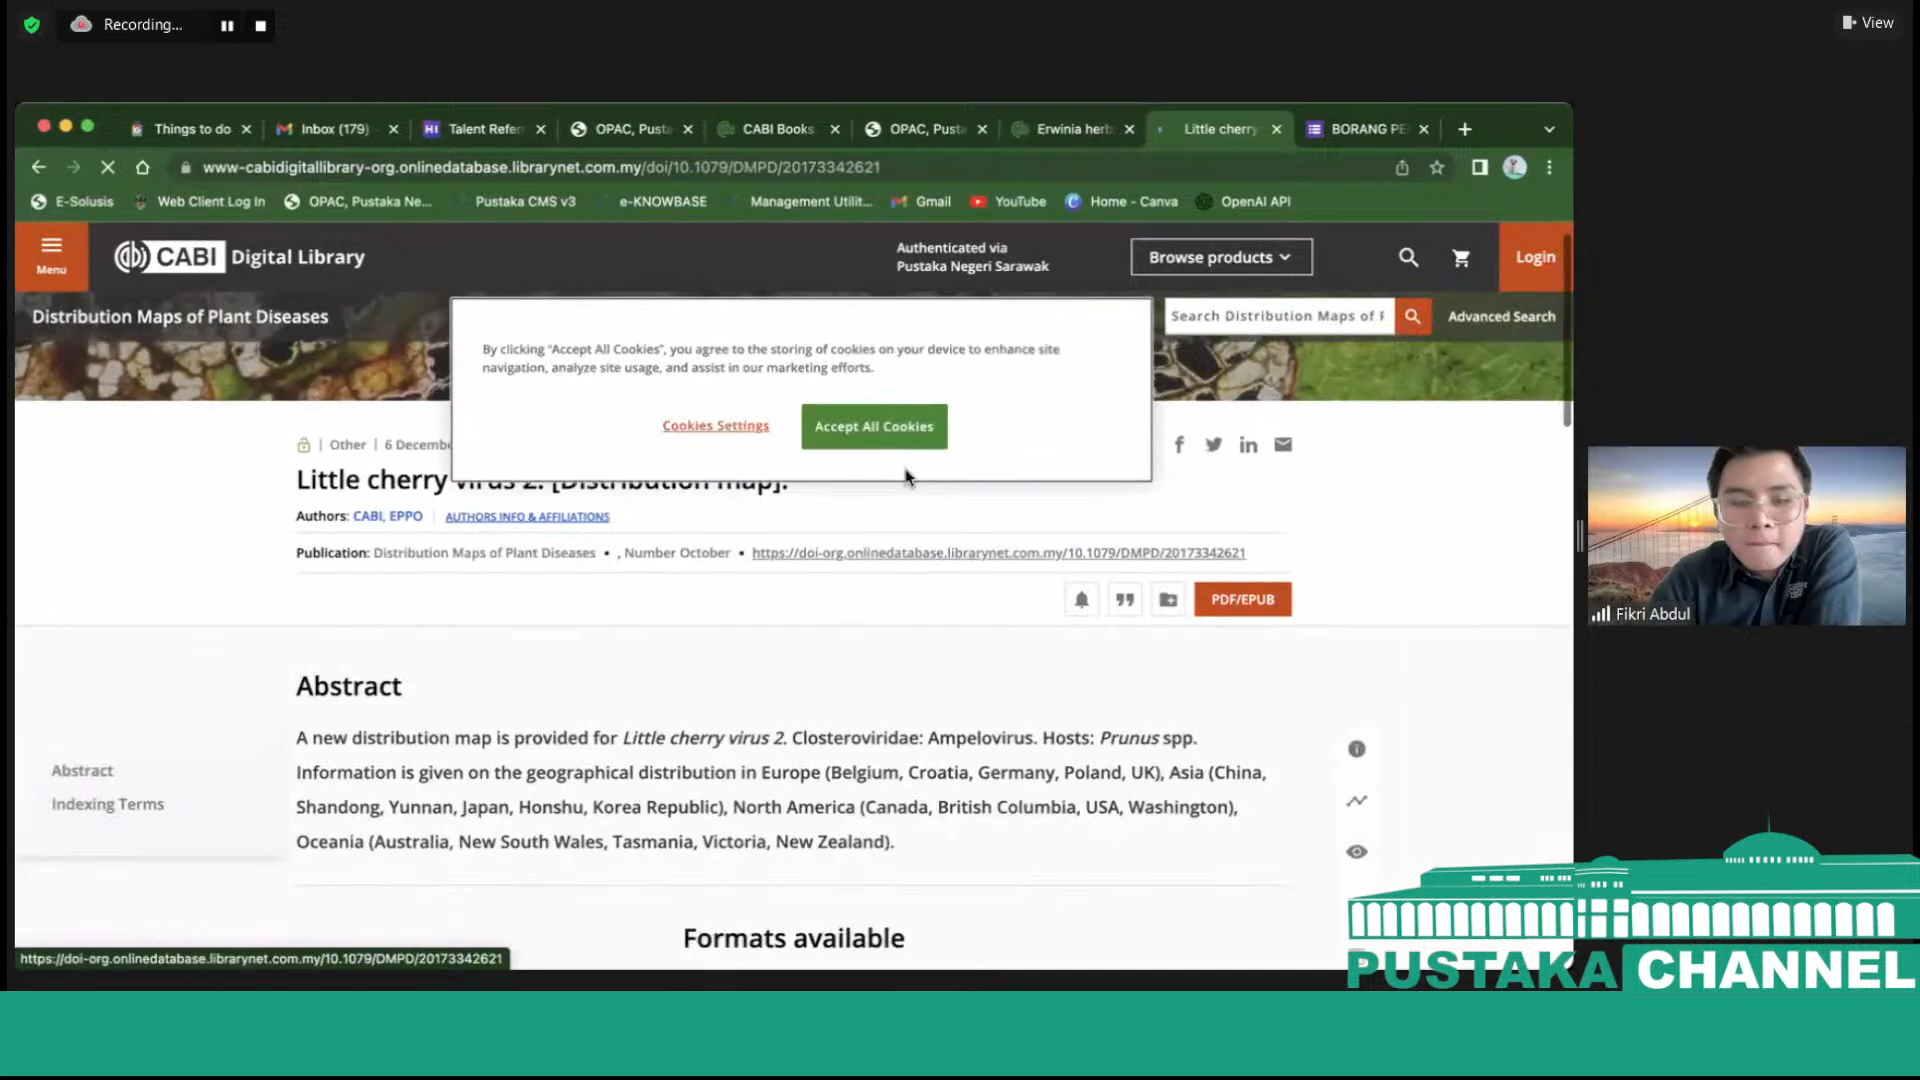 Recording...
View
Things to do
Inbox (179)
Talent Refer
OPAC, Pusta
CABI Books
OPAC, Pusta
Erwinia herb
Little cherry
BORANG PE
www-cabidigitallibrary-org.onlinedatabase.librarynet.com.my/doi/10.1079/DMPD/20173342621
E-Solusis
Web Client Log In
OPAC, Pustaka Ne...
Pustaka CMS v3
e-KNOWBASE
Management Utilit...
Gmail
YouTube
Home - Canva
OpenAI API
Menu
CABI Digital Library
Authenticated via
Pustaka Negeri Sarawak
Browse products
Login
Distribution Maps of Plant Diseases
Search Distribution Maps of
Advanced Search
By clicking “Accept All Cookies”, you agree to the storing of cookies on your device to enhance site
navigation, analyze site usage, and assist in our marketing efforts.
Cookies Settings
Accept All Cookies
Other | 6 Decembe
Little cherry virus 2. [Distribution map].
Authors: CABI, EPPO
AUTHORS INFO & AFFILIATIONS
Publication: Distribution Maps of Plant Diseases • , Number October • https://doi-org.onlinedatabase.librarynet.com.my/10.1079/DMPD/20173342621
PDF/EPUB
Fikri Abdul
Abstract
A new distribution map is provided for Little cherry virus 2. Closteroviridae: Ampelovirus. Hosts: Prunus spp.
Information is given on the geographical distribution in Europe (Belgium, Croatia, Germany, Poland, UK), Asia (China,
Shandong, Yunnan, Japan, Honshu, Korea Republic), North America (Canada, British Columbia, USA, Washington),
Oceania (Australia, New South Wales, Tasmania, Victoria, New Zealand).
Abstract
Indexing Terms
Formats available
https://doi-org.onlinedatabase.librarynet.com.my/10.1079/DMPD/20173342621
PUSTAKA CHANNEL